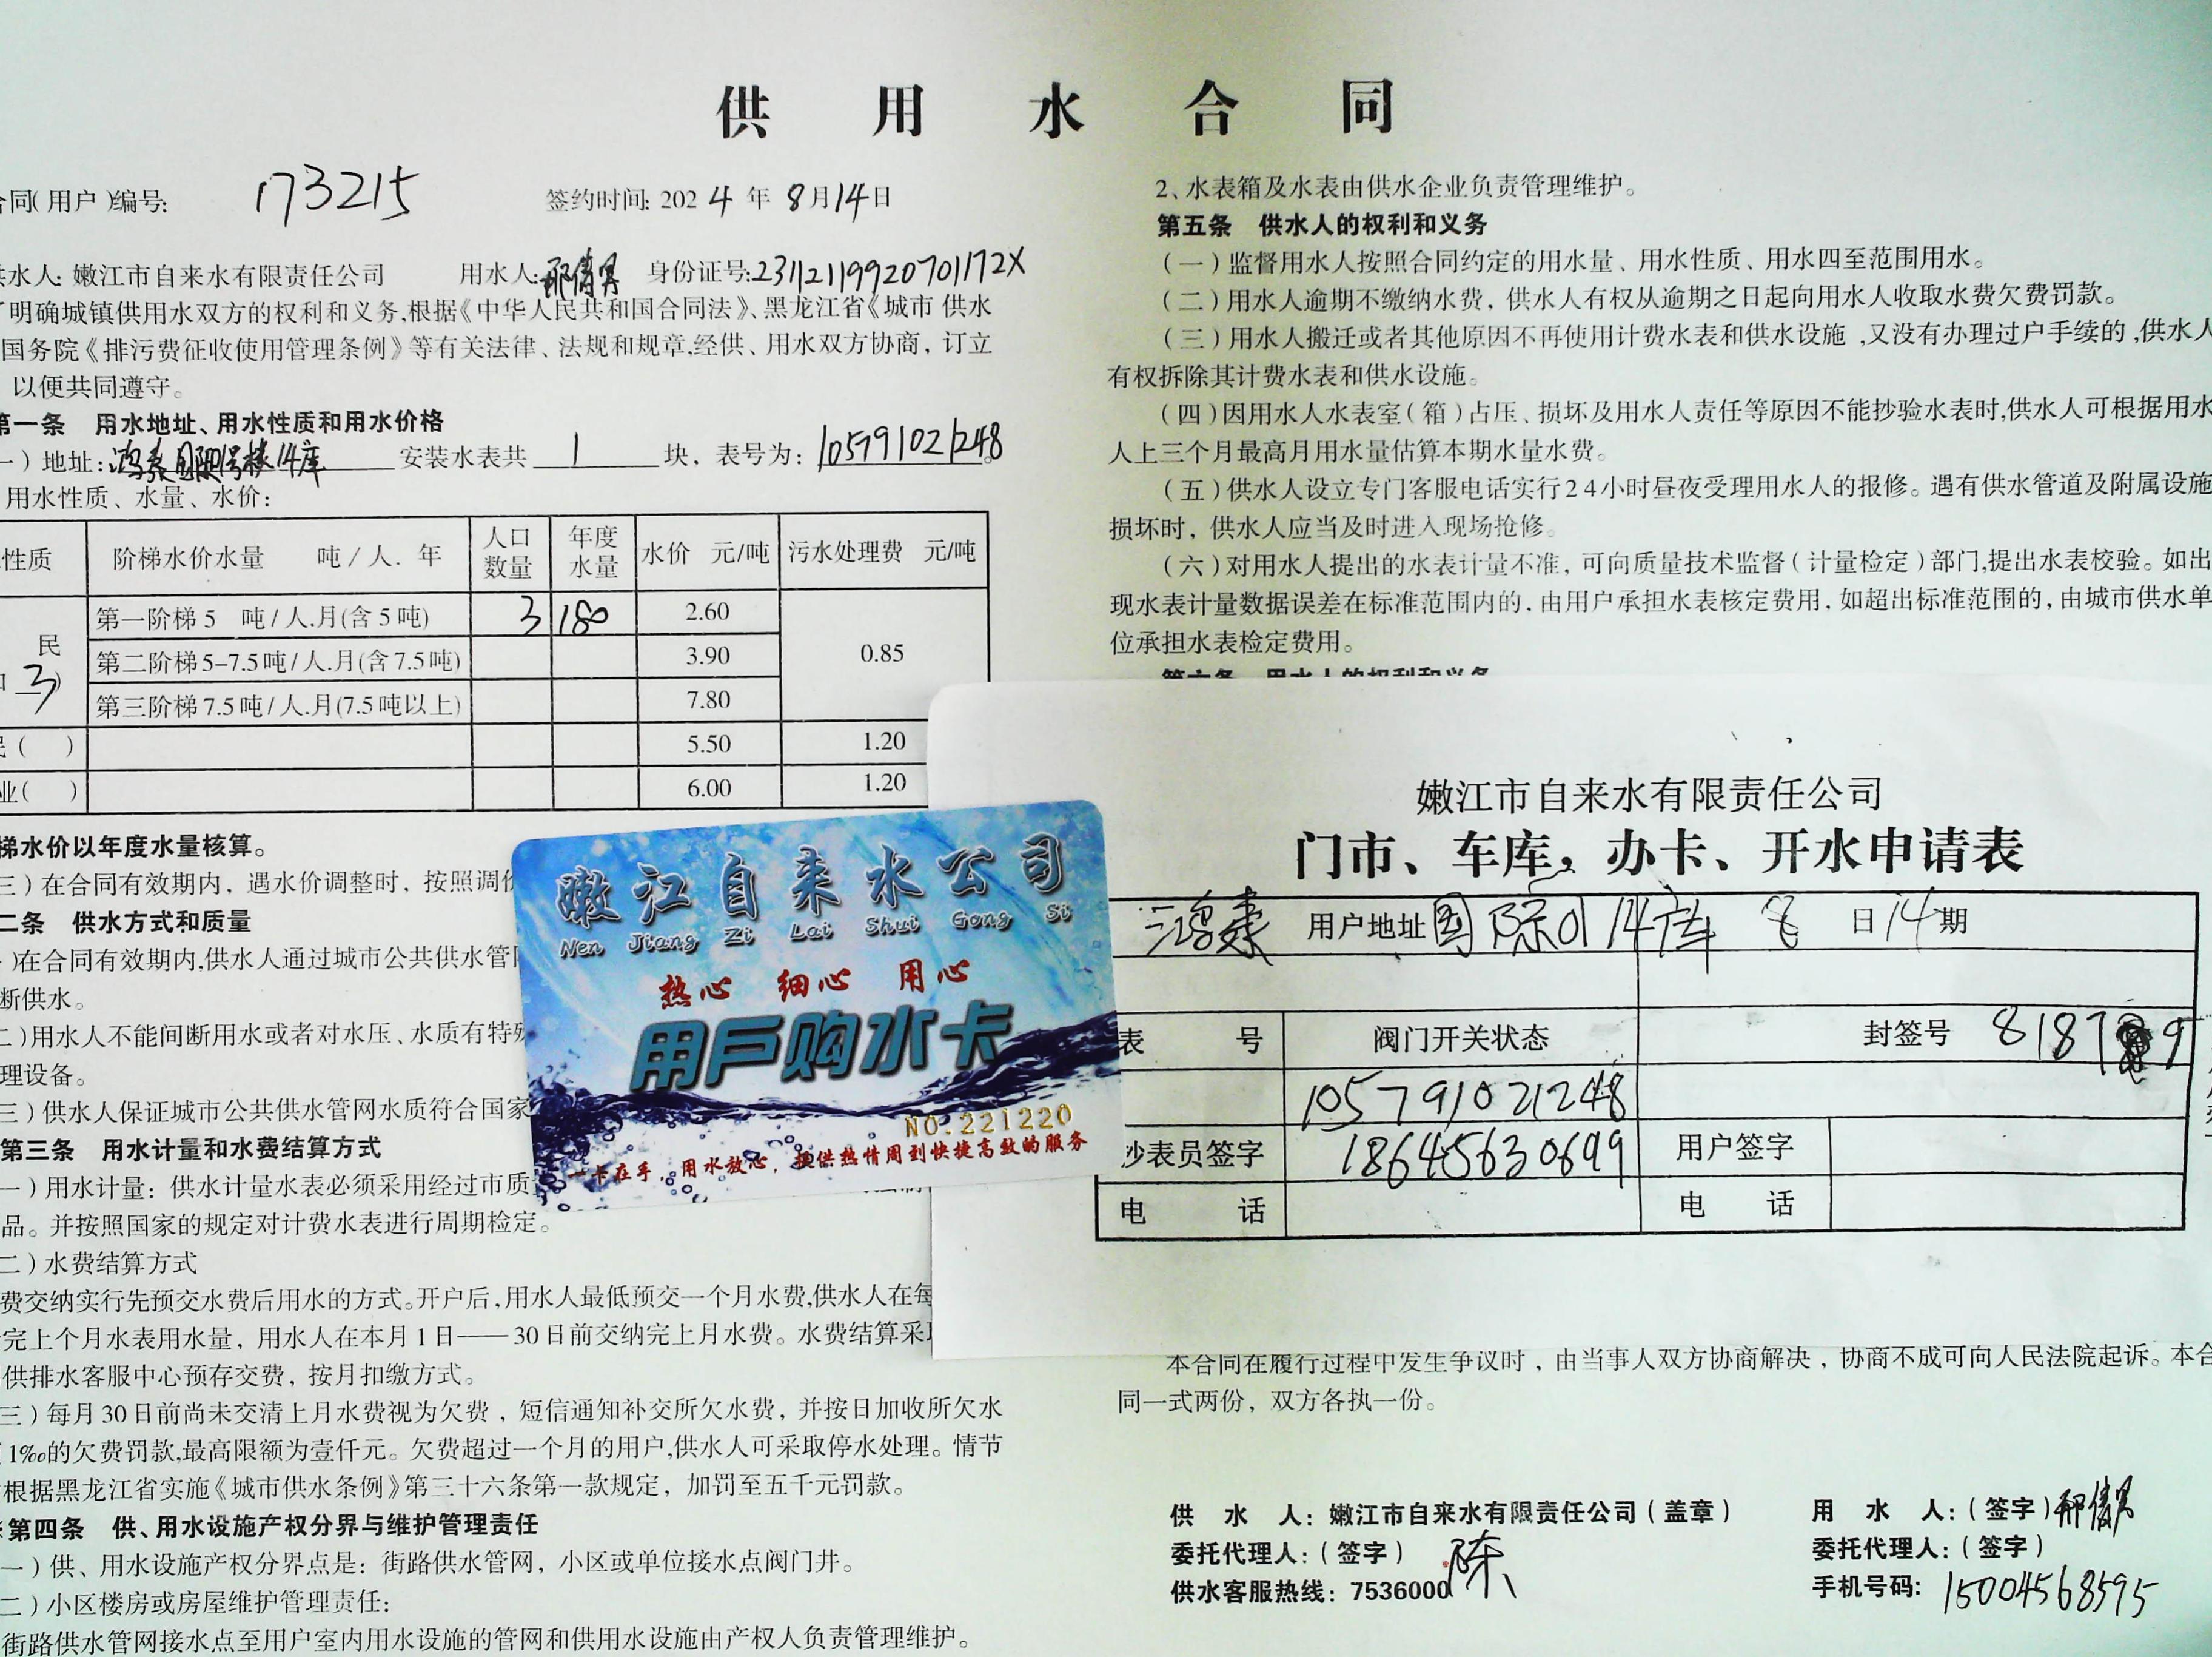 供用水合同
合同(用户)编号: 173215 签约时间: 2024年8月14日
供水人: 嫩江市自来水有限责任公司 用水人: 邢倩男 身份证号: 23112119920701172X
了明确城镇供用水双方的权利和义务,根据《中华人民共和国合同法》、黑龙江省《城市 供水
国务院《排污费征收使用管理条例》等有关法律、法规和规章,经供、用水双方协商,订立
以便共同遵守。
第一条 用水地址、用水性质和用水价格
一)地址: 鸿泰国际1号楼14库 安装水表共 1 块,表号为: 105791021248。
用水性质、水量、水价:
性质 阶梯水价水量 吨/人.年 人口数量 年度水量 水价 元/吨 污水处理费 元/吨
民 3) 第一阶梯5 吨/人.月(含5吨) 3 180 2.60 0.85
第二阶梯5-7.5吨/人.月(含7.5吨) 3.90
第三阶梯7.5吨/人.月(7.5吨以上) 7.80
民( ) 5.50 1.20
业( ) 6.00 1.20
梯水价以年度水量核算。
三)在合同有效期内,遇水价调整时,按照调价
二条 供水方式和质量
)在合同有效期内,供水人通过城市公共供水管网
断供水。
二)用水人不能间断用水或者对水压、水质有特殊
理设备。
三)供水人保证城市公共供水管网水质符合国家
第三条 用水计量和水费结算方式
一)用水计量:供水计量水表必须采用经过市质
品。并按照国家的规定对计费水表进行周期检定。
二)水费结算方式
费交纳实行先预交水费后用水的方式。开户后,用水人最低预交一个月水费,供水人在每
完上个月水表用水量,用水人在本月1日——30日前交纳完上月水费。水费结算采取
供排水客服中心预存交费,按月扣缴方式。
三)每月30日前尚未交清上月水费视为欠费,短信通知补交所欠水费,并按日加收所欠水
1‰的欠费罚款,最高限额为壹仟元。欠费超过一个月的用户,供水人可采取停水处理。情节
根据黑龙江省实施《城市供水条例》第三十六条第一款规定,加罚至五千元罚款。
第四条 供、用水设施产权分界与维护管理责任
一)供、用水设施产权分界点是:街路供水管网,小区或单位接水点阀门井。
二)小区楼房或房屋维护管理责任:
街路供水管网接水点至用户室内用水设施的管网和供用水设施由产权人负责管理维护。
2、水表箱及水表由供水企业负责管理维护。
第五条 供水人的权利和义务
(一)监督用水人按照合同约定的用水量、用水性质、用水四至范围用水。
(二)用水人逾期不缴纳水费,供水人有权从逾期之日起向用水人收取水费欠费罚款。
(三)用水人搬迁或者其他原因不再使用计费水表和供水设施,又没有办理过户手续的,供水人
有权拆除其计费水表和供水设施。
(四)因用水人水表室(箱)占压、损坏及用水人责任等原因不能抄验水表时,供水人可根据用水
人上三个月最高月用水量估算本期水量水费。
(五)供水人设立专门客服电话实行24小时昼夜受理用水人的报修。遇有供水管道及附属设施
损坏时,供水人应当及时进入现场抢修。
(六)对用水人提出的水表计量不准,可向质量技术监督(计量检定)部门,提出水表校验。如出
现水表计量数据误差在标准范围内的,由用户承担水表核定费用,如超出标准范围的,由城市供水单
位承担水表检定费用。
第六条 用水人的权利和义务
嫩江市自来水有限责任公司
门市、车库,办卡、开水申请表
鸿泰 用户地址 国际01 14库 8 日 14 期
表 号 阀门开关状态 封签号 8187 9
105791021248
抄表员签字 18645630699 用户签字
电 话 电 话
嫩江自来水公司
Nen Jiang Zi Lai Shui Gong Si
热心 细心 用心
用户购水卡
NO.221220
一卡在手,用水放心,提供热情周到快捷高效的服务
本合同在履行过程中发生争议时,由当事人双方协商解决,协商不成可向人民法院起诉。本合
同一式两份,双方各执一份。
供 水 人: 嫩江市自来水有限责任公司(盖章) 用 水 人:(签字) 邢倩男
委托代理人:(签字) 陈 委托代理人:(签字)
供水客服热线: 7536000 手机号码: 15004568595